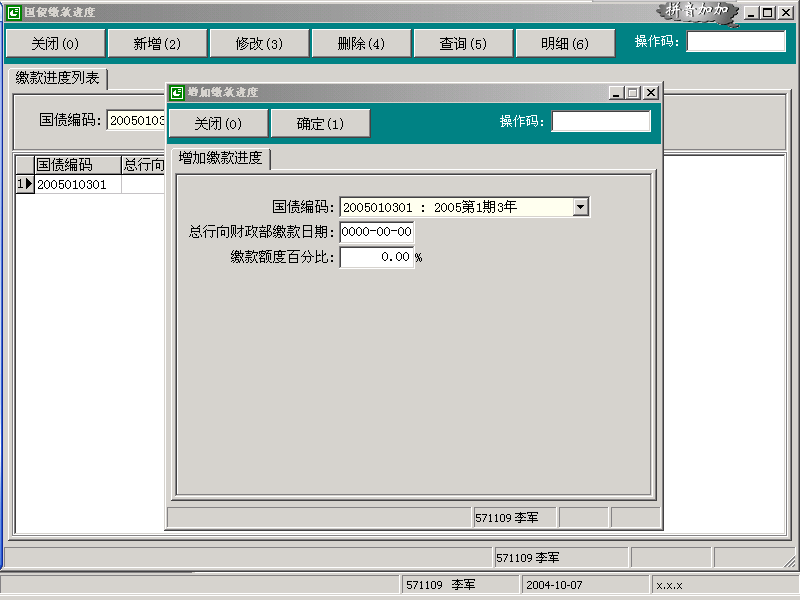 国债缴款进度
拼音加加
关闭(0) 新增(2) 修改(3) 删除(4) 查询(5) 明细(6) 操作码:
缴款进度列表
国债编码: 20050103
国债编码 总行向
1 2005010301
增加缴款进度
关闭(0) 确定(1) 操作码:
增加缴款进度
国债编码: 2005010301 : 2005第1期3年
总行向财政部缴款日期: 0000-00-00
缴款额度百分比: 0.00 %
571109 李军
571109 李军
571109 李军 2004-10-07 x.x.x